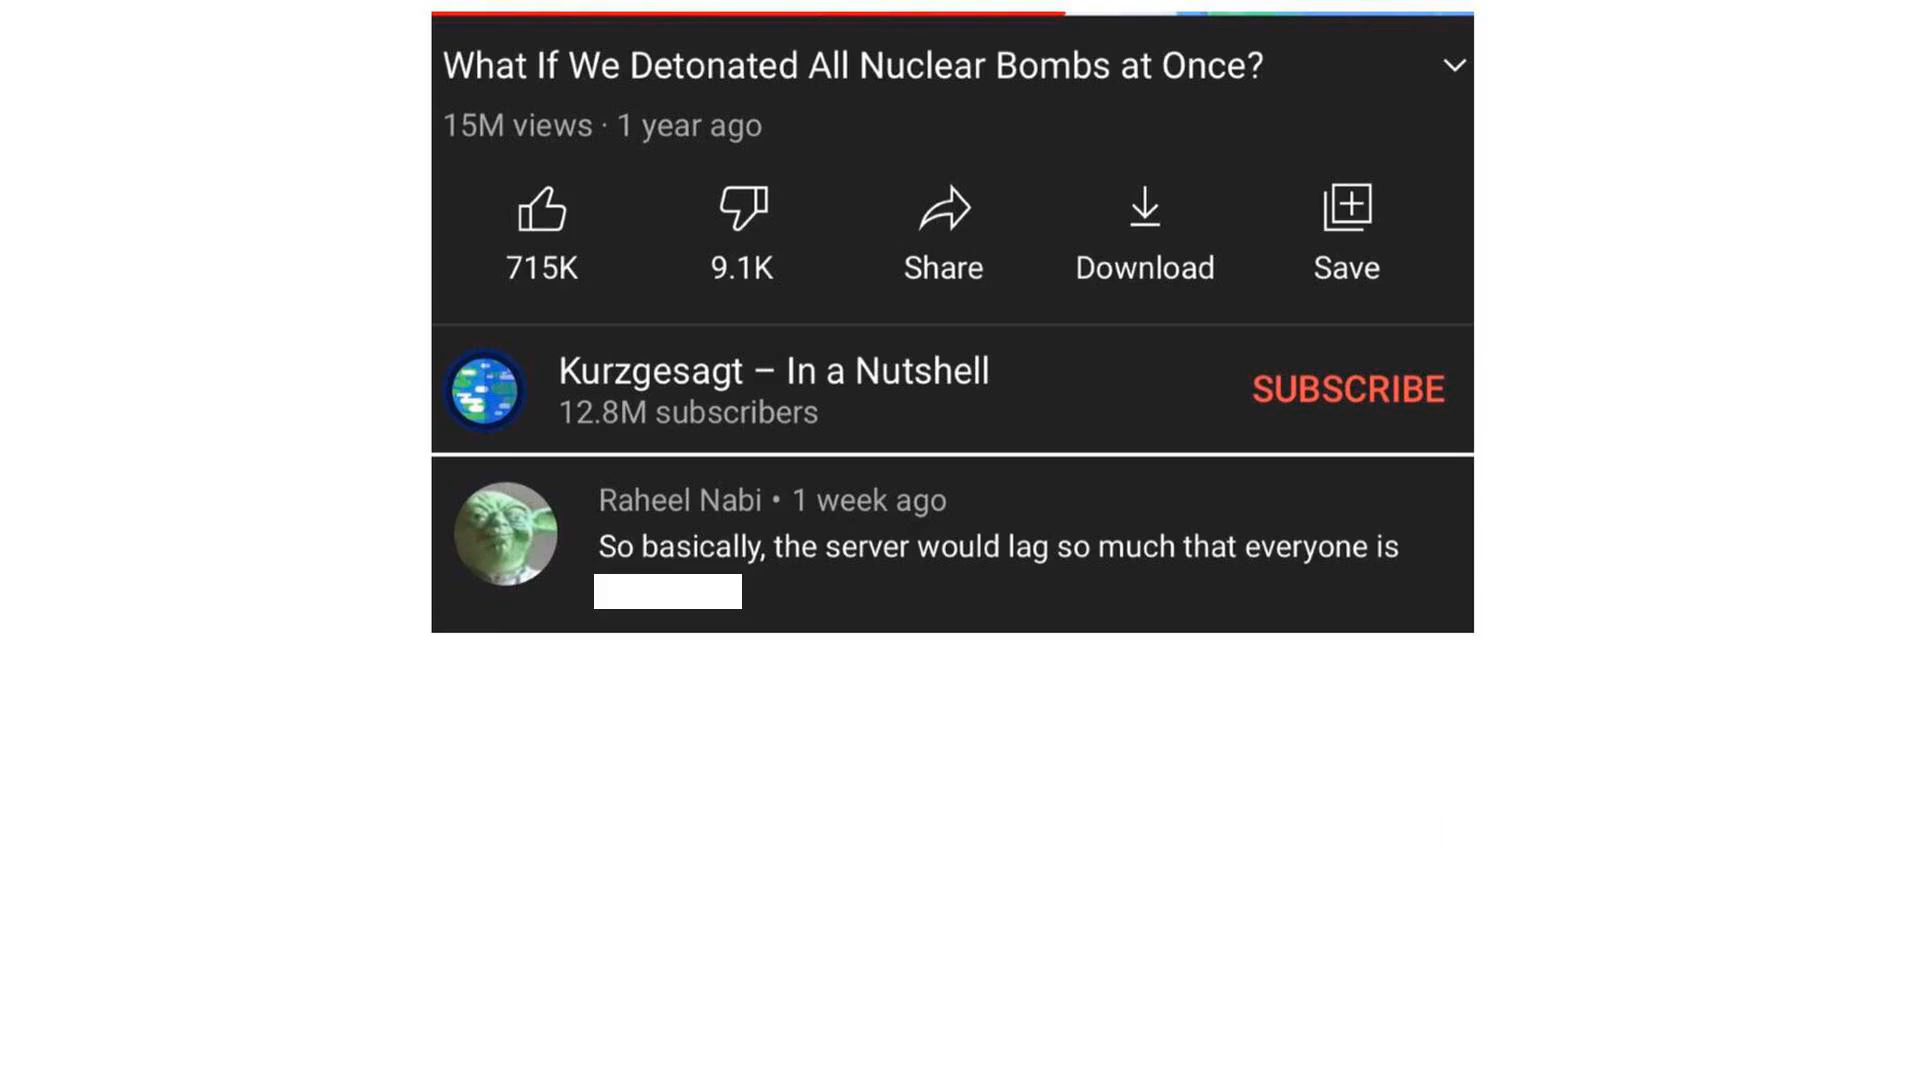 What If We Detonated All Nuclear Bombs at Once?
15M views · 1 year ago
715K
9.1K
Share
Download
Save
Kurzgesagt – In a Nutshell
12.8M subscribers
SUBSCRIBE
Raheel Nabi • 1 week ago
So basically, the server would lag so much that everyone is